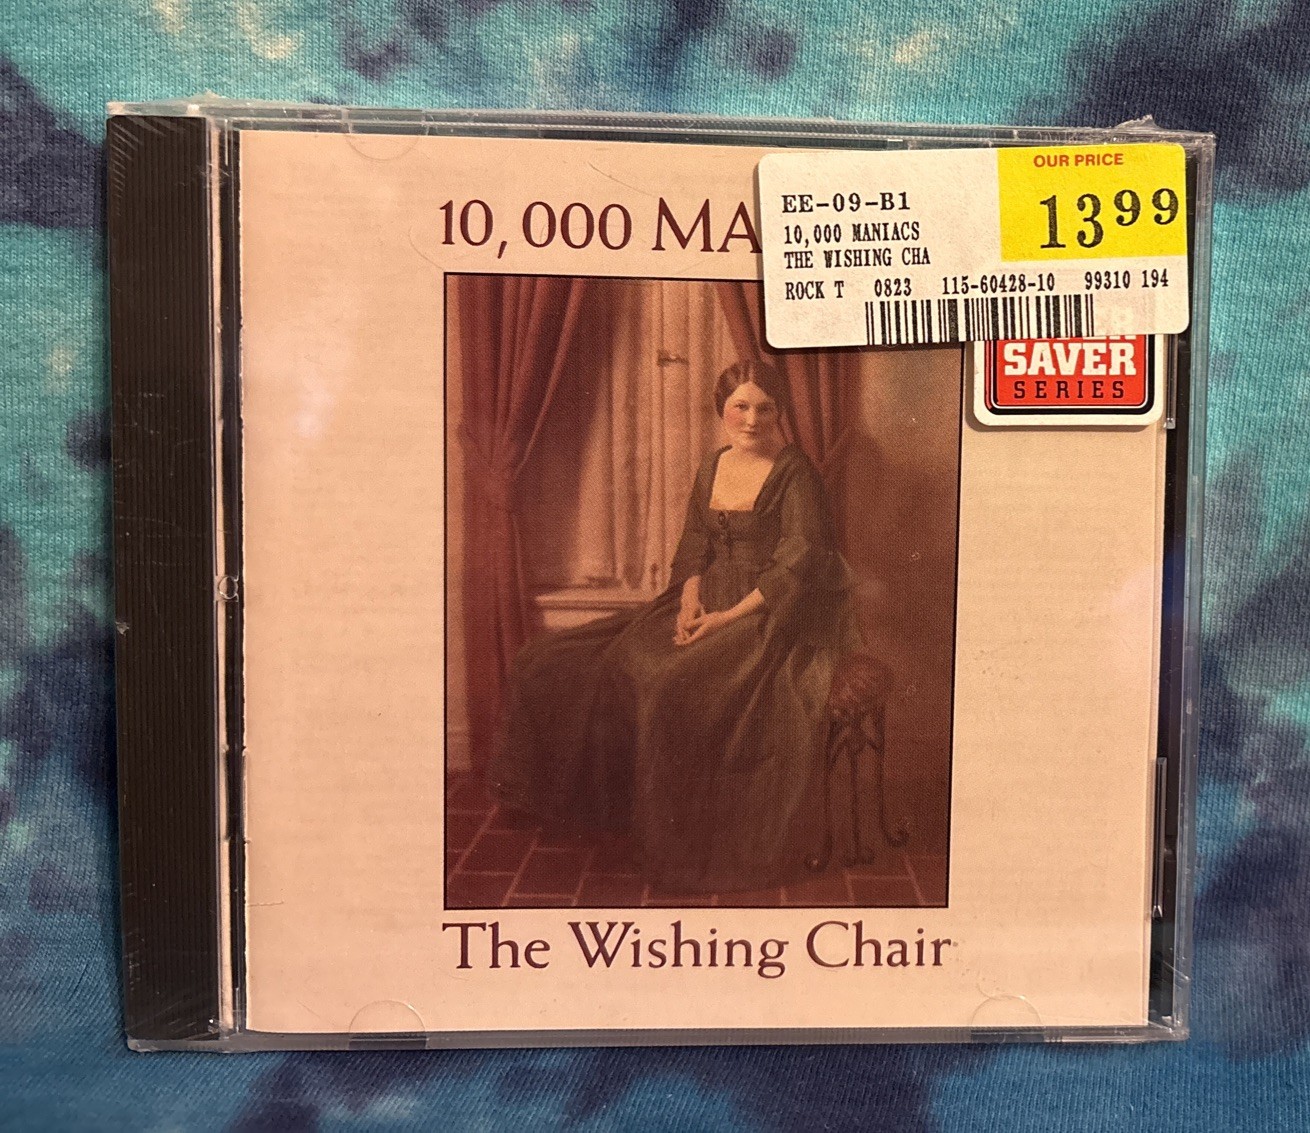 10,000 MA
OUR PRICE
13⁹⁹
EE-09-B1
10,000 MANIACS
THE WISHING CHA
ROCK T 0823 115-60428-10 99310 194
SAVER
SERIES
The Wishing Chair